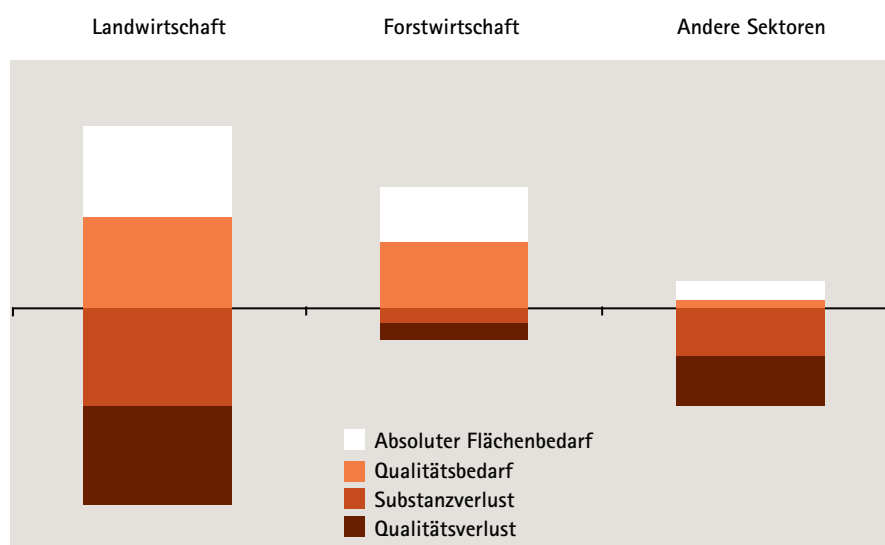 Landwirtschaft Forstwirtschaft Andere Sektoren
Absoluter Flächenbedarf
Qualitätsbedarf
Substanzverlust
Qualitätsverlust